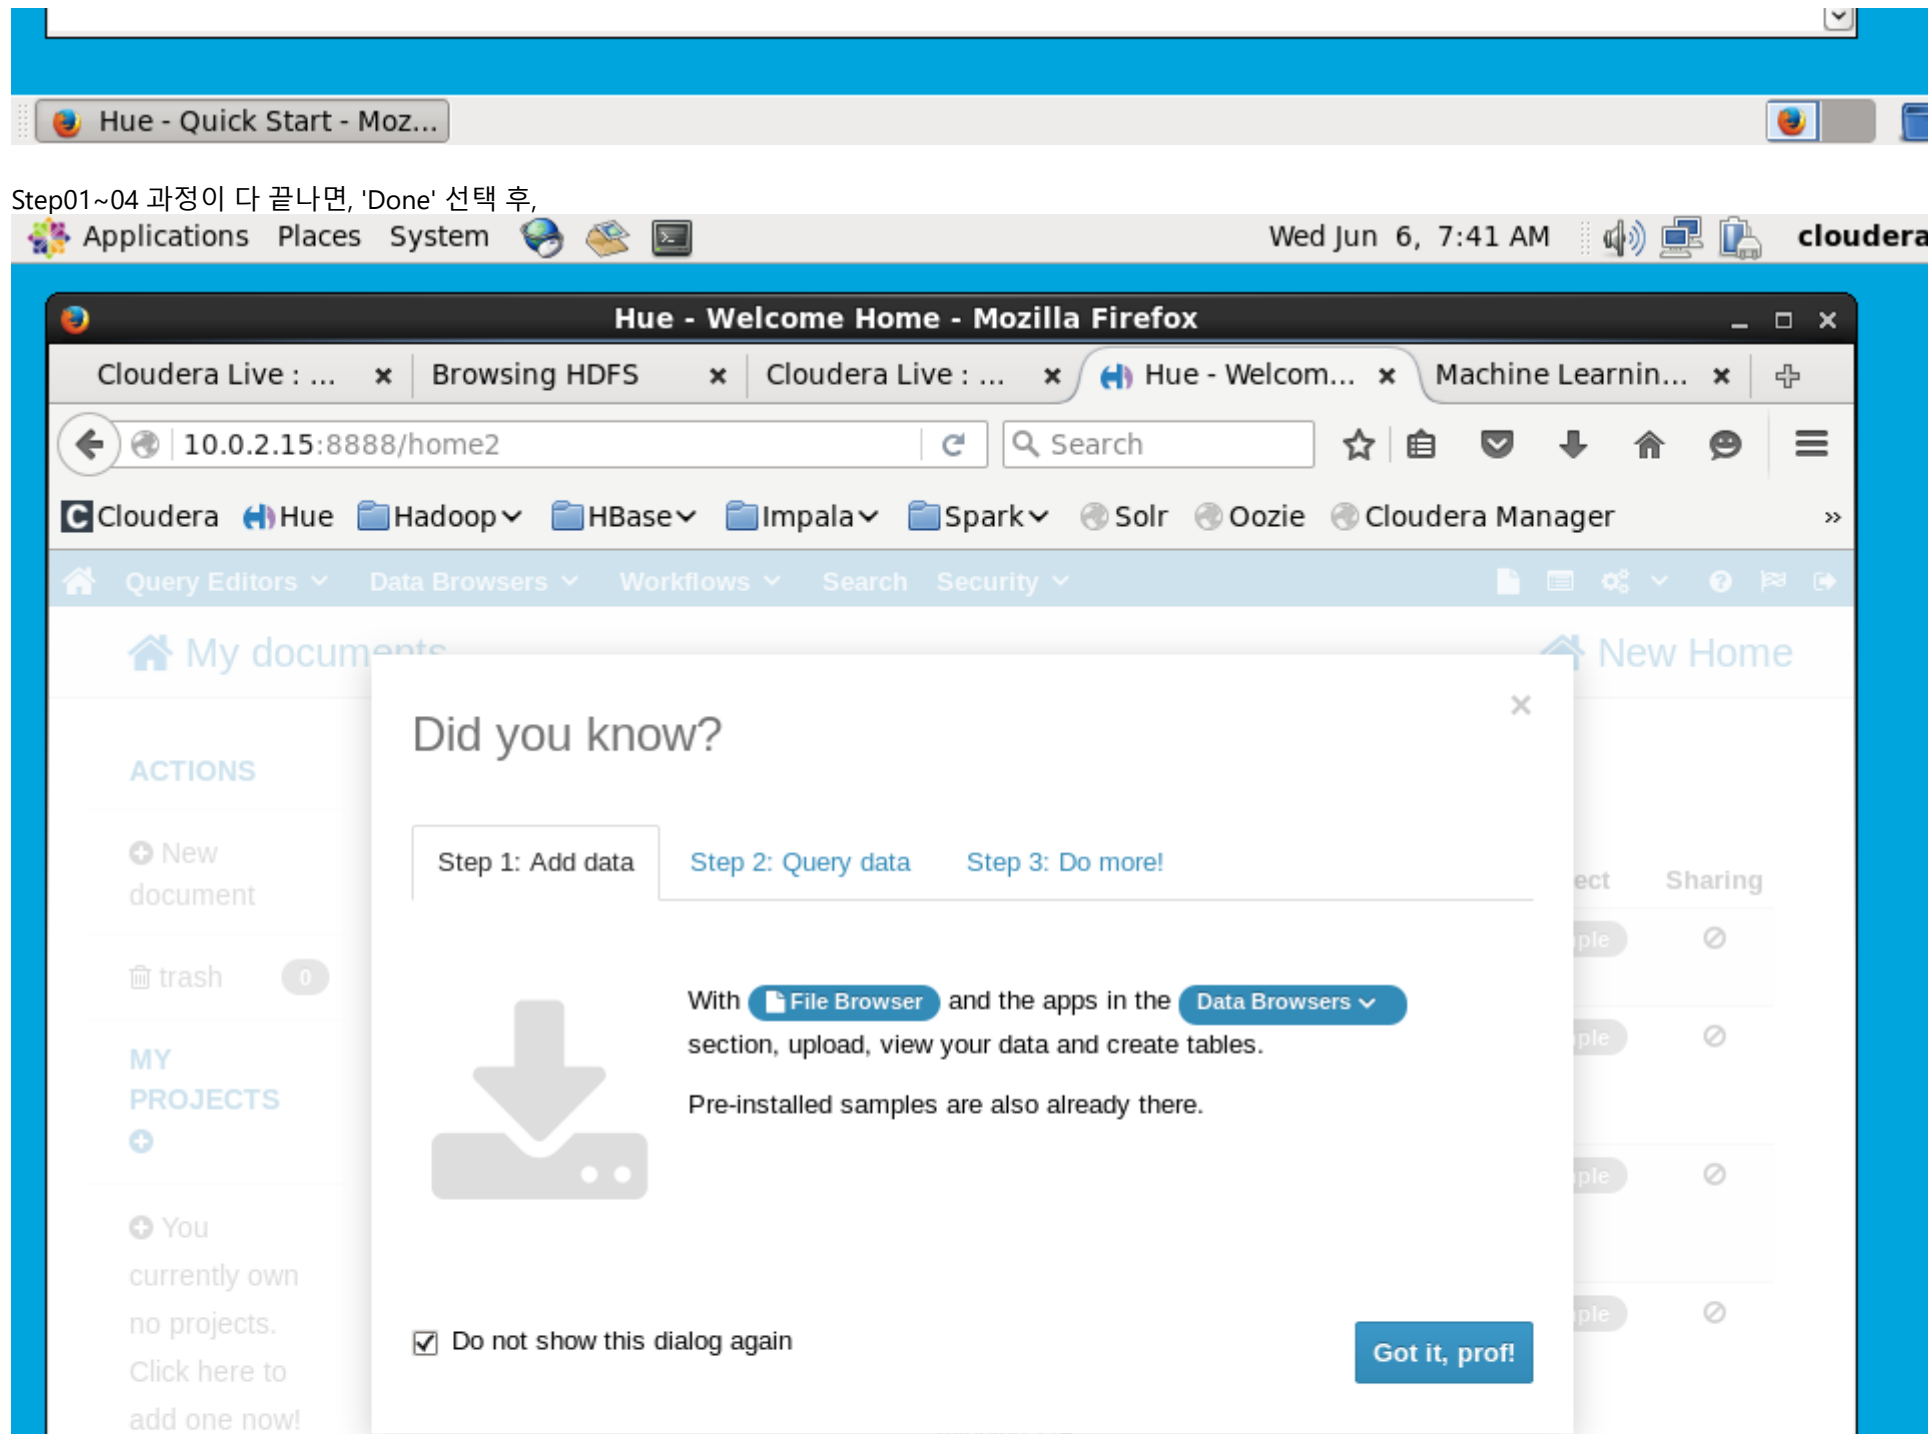 Hue - Quick Start - Moz...
Step01~04 과정이 다 끝나면, 'Done' 선택 후,
Applications Places System Wed Jun 6, 7:41 AM cloudera
Hue - Welcome Home - Mozilla Firefox
Cloudera Live : ... Browsing HDFS Cloudera Live : ... Hue - Welcom... Machine Learnin...
10.0.2.15:8888/home2 Search
Cloudera Hue Hadoop HBase Impala Spark Solr Oozie Cloudera Manager »
Query Editors Data Browsers Workflows Search Security
My documents New Home
Did you know?
ACTIONS
Step 1: Add data Step 2: Query data Step 3: Do more!
New
document
ect Sharing
ple
trash 0
With File Browser and the apps in the Data Browsers
section, upload, view your data and create tables.
ple
MY
PROJECTS
Pre-installed samples are also already there.
ple
You
currently own
no projects.
Click here to
add one now!
ple
Do not show this dialog again
Got it, prof!